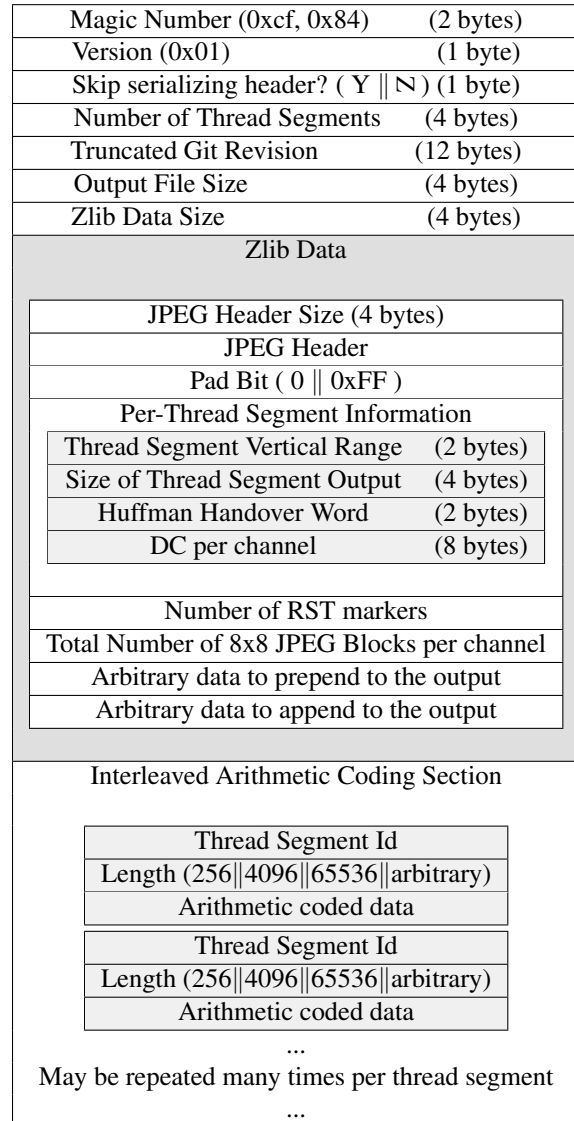 Magic Number (0xcf, 0x84) (2 bytes)
Version (0x01) (1 byte)
Skip serializing header? ( Y || N ) (1 byte)
Number of Thread Segments (4 bytes)
Truncated Git Revision (12 bytes)
Output File Size (4 bytes)
Zlib Data Size (4 bytes)
Zlib Data
JPEG Header Size (4 bytes)
JPEG Header
Pad Bit ( 0 || 0xFF )
Per-Thread Segment Information
Thread Segment Vertical Range (2 bytes)
Size of Thread Segment Output (4 bytes)
Huffman Handover Word (2 bytes)
DC per channel (8 bytes)
Number of RST markers
Total Number of 8x8 JPEG Blocks per channel
Arbitrary data to prepend to the output
Arbitrary data to append to the output
Interleaved Arithmetic Coding Section
Thread Segment Id
Length (256||4096||65536||arbitrary)
Arithmetic coded data
Thread Segment Id
Length (256||4096||65536||arbitrary)
Arithmetic coded data
...
May be repeated many times per thread segment
...